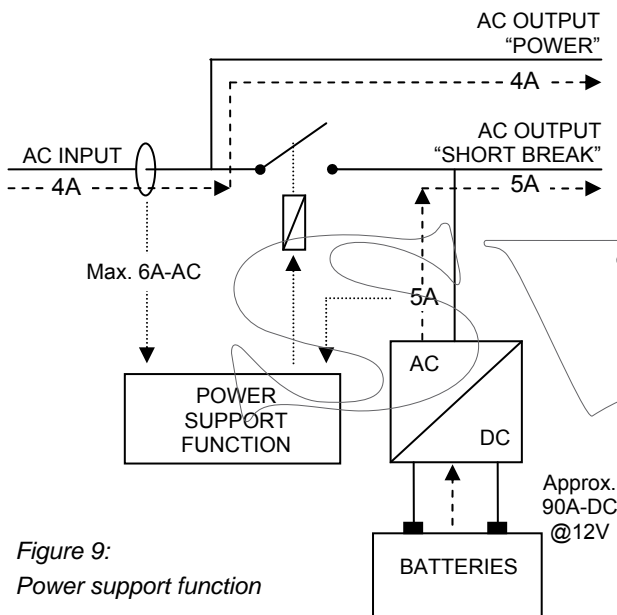 AC OUTPUT
“POWER”
4A
AC INPUT
AC OUTPUT
“SHORT BREAK”
4A
5A
Max. 6A-AC
5A
POWER
SUPPORT
FUNCTION
AC
DC
Approx.
90A-DC
@12V
BATTERIES
Figure 9:
Power support function